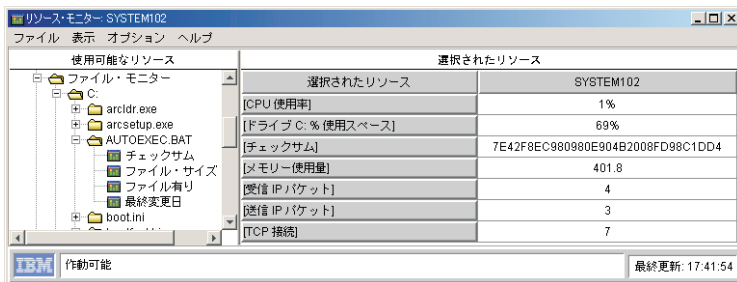 リソース・モニター: SYSTEM102
ファイル 表示 オプション ヘルプ
使用可能なリソース
選択されたリソース
ファイル・モニター
C:
arcldr.exe
arcsetup.exe
AUTOEXEC.BAT
チェックサム
ファイル・サイズ
ファイル有り
最終変更日
boot.ini
選択されたリソース SYSTEM102
[CPU 使用率] 1%
[ドライブ C: % 使用スペース] 69%
[チェックサム] 7E42F8EC980980E904B2008FD98C1DD4
[メモリー使用量] 401.8
[受信 IP パケット] 4
[送信 IP パケット] 3
[TCP 接続] 7
IBM 作動可能 最終更新: 17:41:54